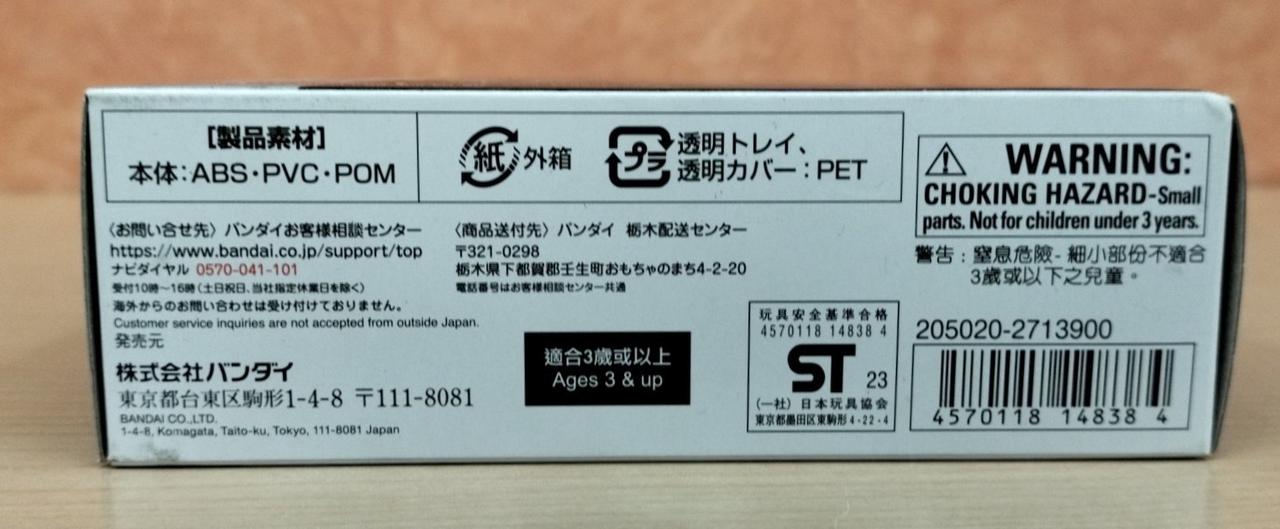 [製品素材]
本体：ABS・PVC・POM
紙 外箱
プラ 透明トレイ、
透明カバー：PET
〈お問い合せ先〉バンダイお客様相談センター
https://www.bandai.co.jp/support/top
ナビダイヤル 0570-041-101
受付10時〜16時（土日祝日、当社指定休業日を除く）
海外からのお問い合わせは受け付けておりません。
Customer service inquiries are not accepted from outside Japan.
発売元
株式会社バンダイ
東京都台東区駒形1-4-8 〒111-8081
BANDAI CO.,LTD.
1-4-8, Komagata, Taito-ku, Tokyo, 111-8081 Japan
〈商品送付先〉バンダイ 栃木配送センター
〒321-0298
栃木県下都賀郡壬生町おもちゃのまち4-2-20
電話番号はお客様相談センター共通
適合3歲或以上
Ages 3 & up
玩具安全基準合格
4570118 14838 4
ST 23
(一社) 日本玩具協会
東京都墨田区東駒形4-22-4
WARNING:
CHOKING HAZARD-Small
parts. Not for children under 3 years.
警告：窒息危險-細小部份不適合
3歲或以下之兒童。
205020-2713900
4570118 14838 4